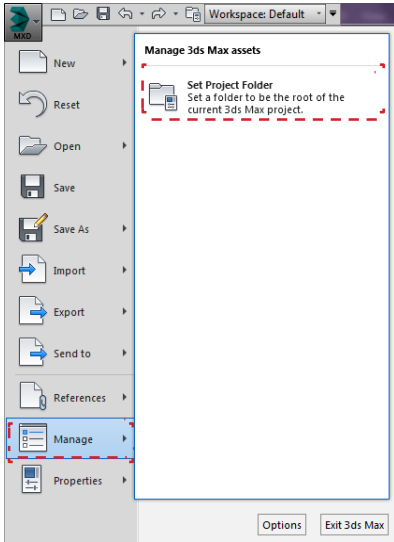 Workspace: Default
MXD
Manage 3ds Max assets
New
Set Project Folder
Set a folder to be the root of the
current 3ds Max project.
Reset
Open
Save
Save As
Import
Export
Send to
References
Manage
Properties
Options
Exit 3ds Max